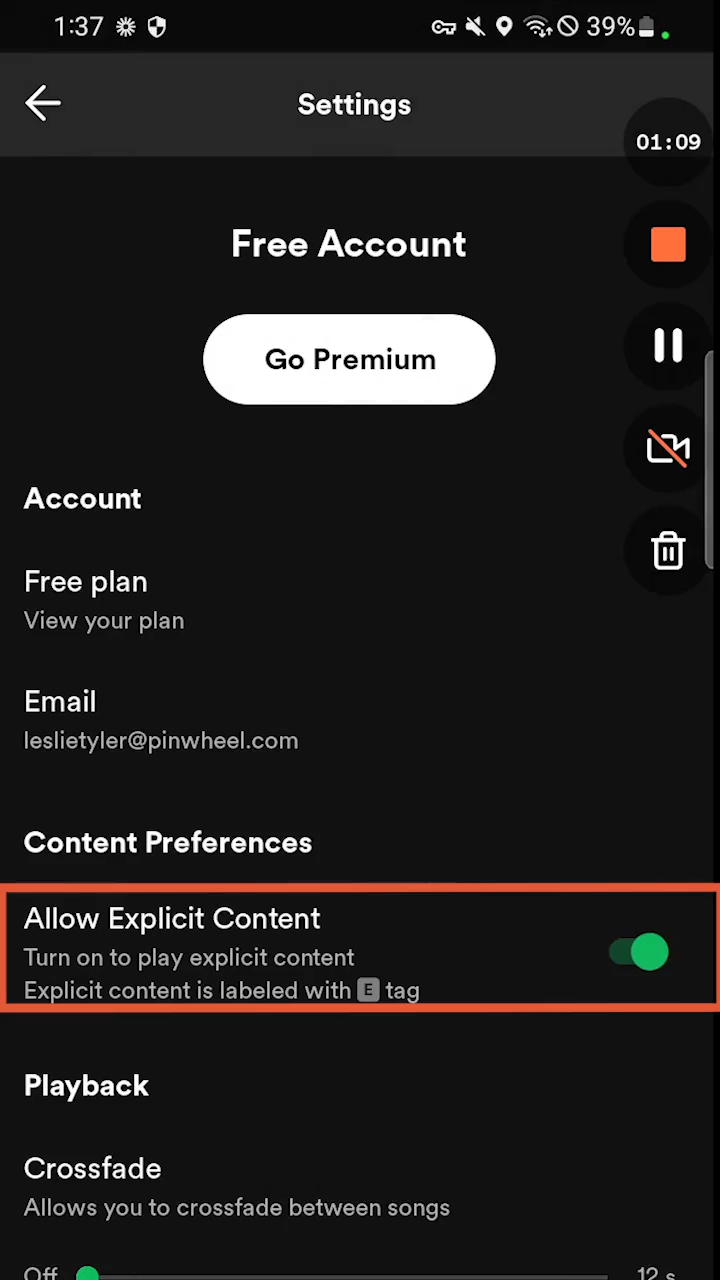 1:37
39%
Settings
01:09
Free Account
Go Premium
Account
Free plan
View your plan
Email
leslietyler@pinwheel.com
Content Preferences
Allow Explicit Content
Turn on to play explicit content
Explicit content is labeled with E tag
Playback
Crossfade
Allows you to crossfade between songs
Off 12 s